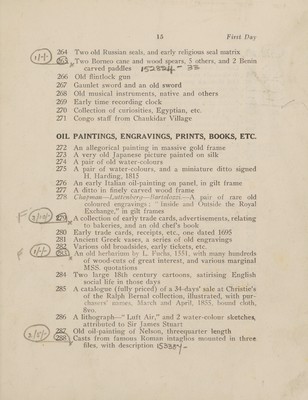 15 First Day
264 Two old Russian seals, and early religious seal matrix
1/- 265 Two Borneo cane and wood spears, 5 others, and 2 Benin
carved paddles 152824 - 33
266 Old flintlock gun
267 Gaunlet sword and an old sword
268 Old musical instruments, native and others
269 Early time recording clock
270 Collection of curiosities, Egyptian, etc.
271 Congo staff from Chankidar Village
OIL PAINTINGS, ENGRAVINGS, PRINTS, BOOKS, ETC.
272 An allegorical painting in massive gold frame
273 A very old Japanese picture painted on silk
274 A pair of old water-colours
275 A pair of water-colours, and a miniature ditto signed
H. Harding, 1815
276 An early Italian oil-painting on panel, in gilt frame
277 A ditto in finely carved wood frame
278 Chapman—Lutterberg—Bartolozzi—A pair of race old
coloured engravings: "Inside and Outside the Royal
Exchange," in gilt frames
F 279 A collection of early trade cards, advertisements, relating
to bakeries, and an old chef's book
280 Early trade cards, receipts, etc., one dated 1695
281 Ancient Greek vases, a series of old engravings
282 Various old broadsides, early tickets, etc.
F 1/- 283 An old herbarium by L. Fuchs, 1551, with many hundreds
of wood-cuts of great interest, and various marginal
MSS. quotations
284 Two large 18th century cartoons, satirising English
social life in those days
285 A catalogue (fully priced) of a 34-days' sale at Christie's
of the Ralph Bernal collection, illustrated, with pur-
chasers' names, March and April, 1855, bound cloth,
8vo.
286 A lithograph—"Luft Air," and 2 water-colour sketches,
attributed to Sir James Stuart
287 Old oil-painting of Nelson, threequarter length
2/5/- 288 Casts from famous Roman intaglios mounted in three
files, with description